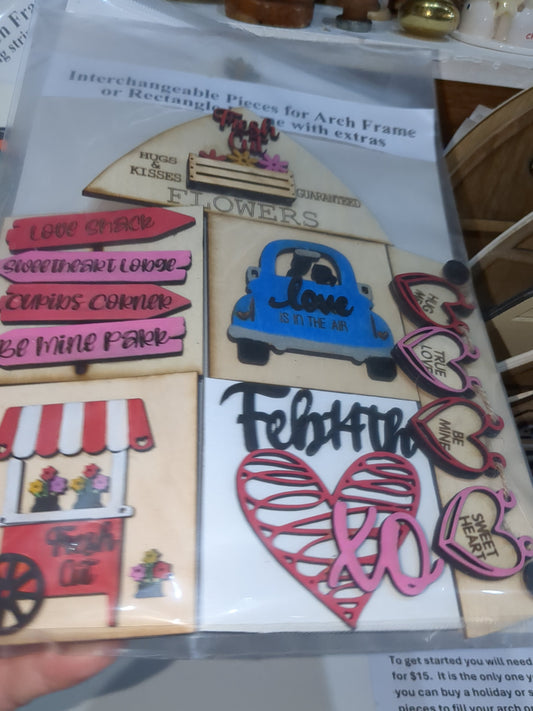 Interchangeable Pieces for Arch Frame
or Rectangle with extras
Fresh
Cut
HUGS
&
KISSES
GUARANTEED
FLOWERS
LOVE SHACK
SWEETHEART LODGE
CUPIDS CORNER
BE MINE PARK
love
IS IN THE AIR
HUG
ME
TRUE
LOVE
BE
MINE
SWEET
HEART
Feb14th
XO
Fresh
Cut
To get started you will need
for $15. It is the only one
you can buy a holiday or
pieces to fill your arch or